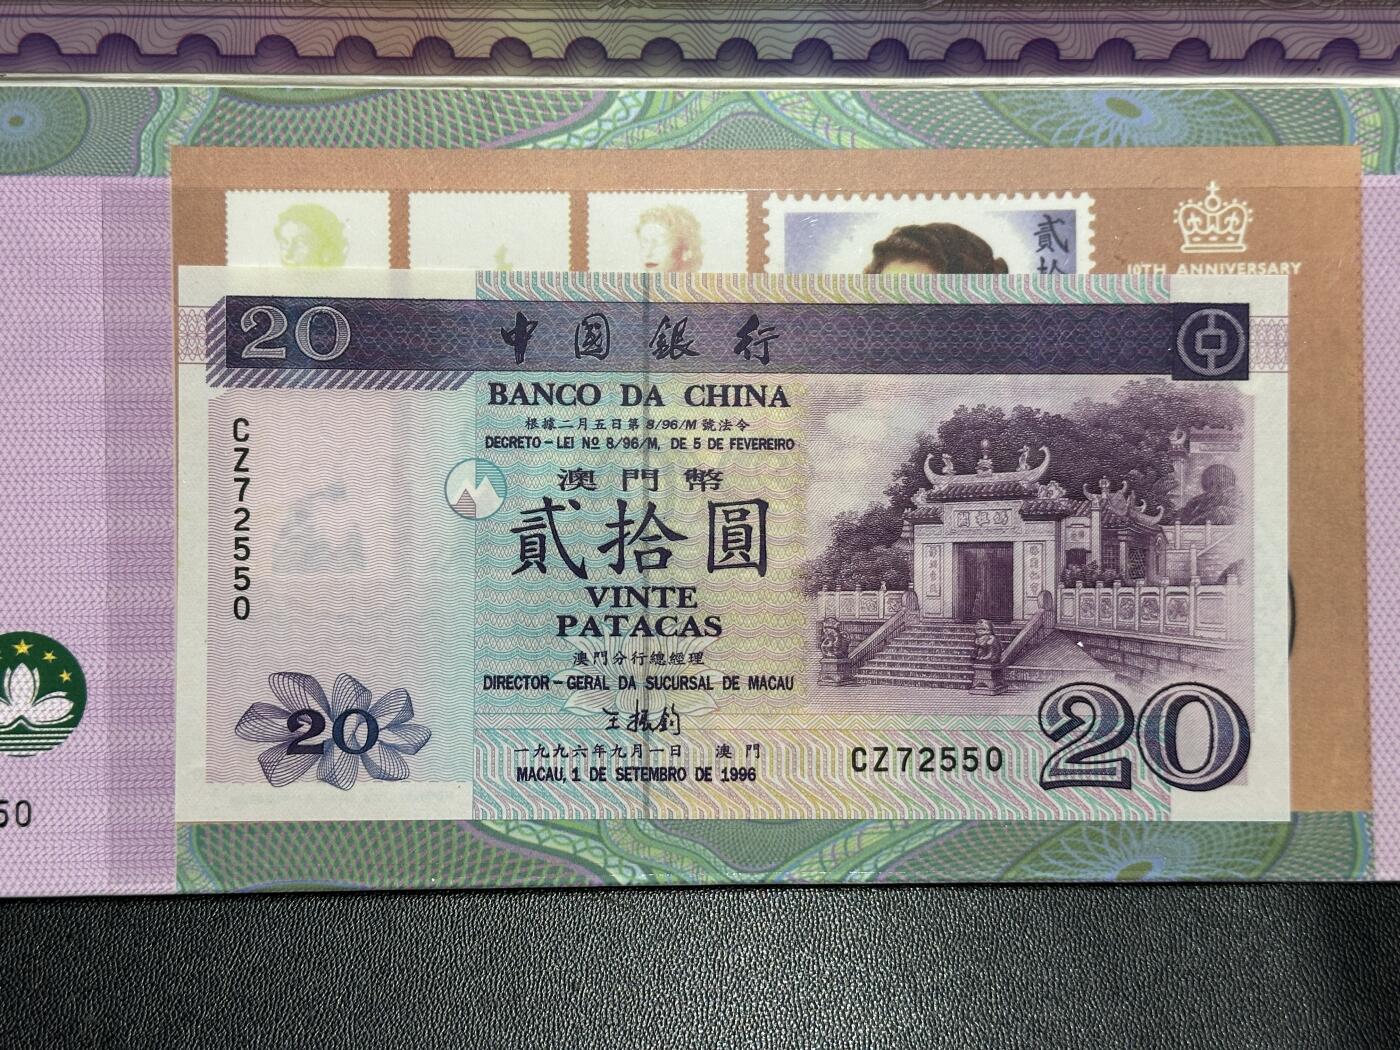 貳拾
10TH ANNIVERSARY
20 中國銀行
BANCO DA CHINA
根據二月五日第8/96/M號法令
DECRETO-LEI Nº 8/96/M, DE 5 DE FEVEREIRO
澳門幣
貳拾圓
VINTE
PATACAS
澳門分行總經理
DIRECTOR-GERAL DA SUCURSAL DE MACAU
王振鈞
一九九六年九月一日 澳門
MACAU, 1 DE SETEMBRO DE 1996
CZ72550
CZ72550
20
20
50